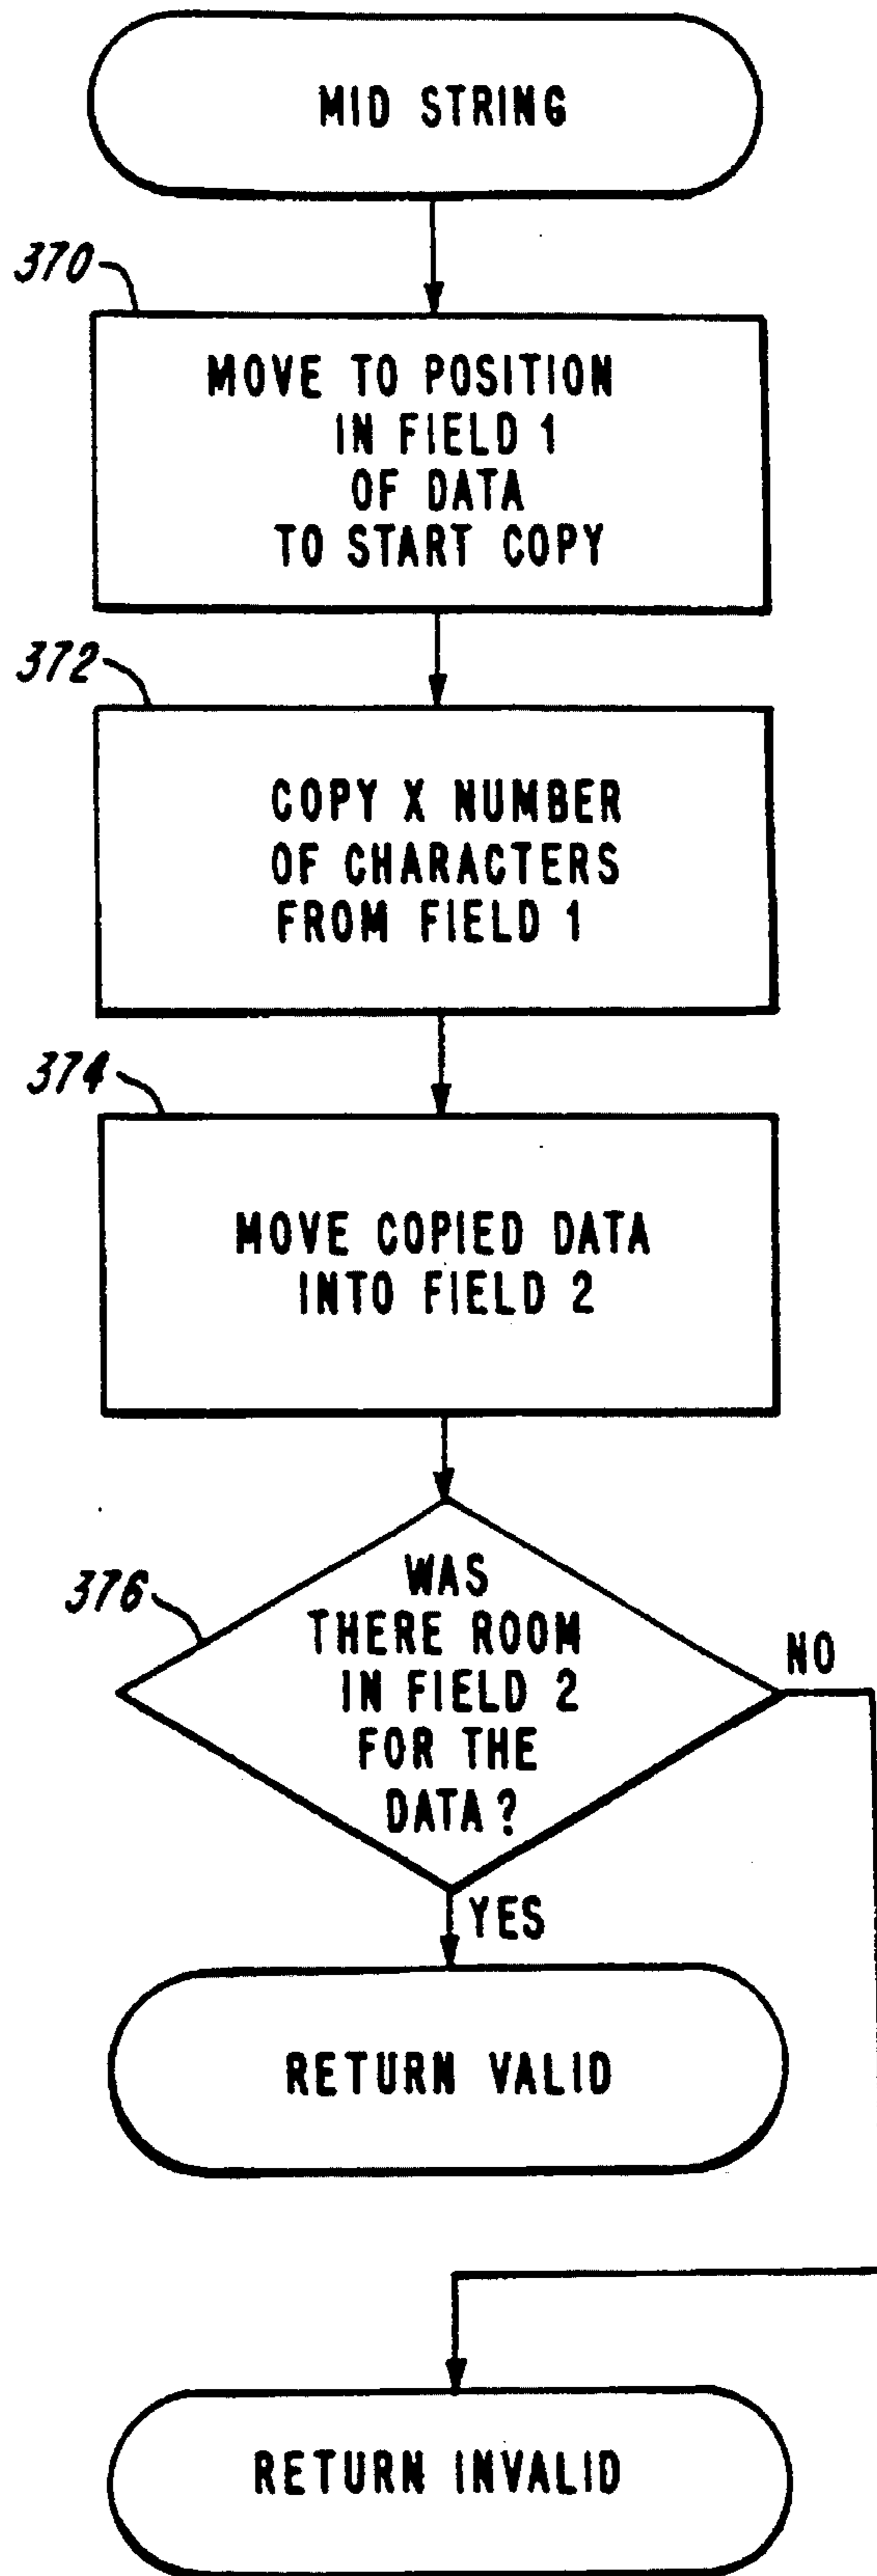 MID STRING
370
MOVE TO POSITION
IN FIELD 1
OF DATA
TO START COPY
372
COPY X NUMBER
OF CHARACTERS
FROM FIELD 1
374
MOVE COPIED DATA
INTO FIELD 2
376
WAS
THERE ROOM
IN FIELD 2
FOR THE
DATA?
NO
YES
RETURN VALID
RETURN INVALID